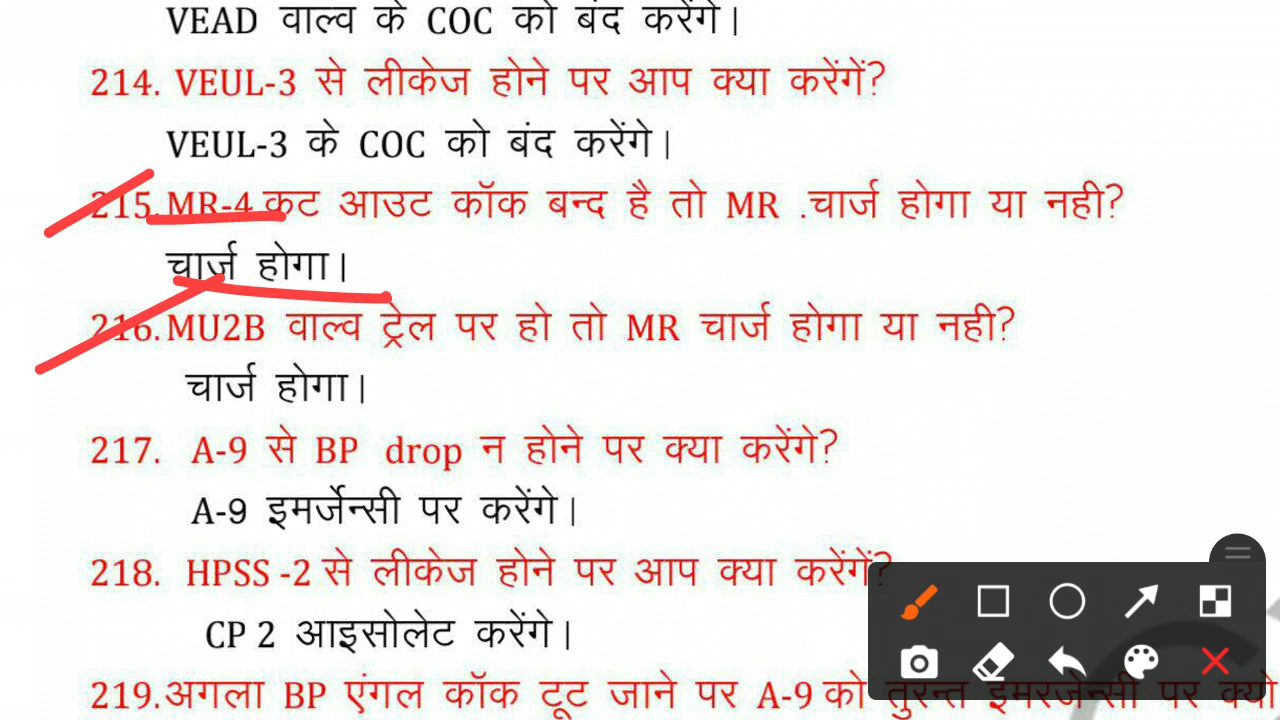 VEAD वाल्व के COC को बंद करेंगे।
214. VEUL-3 से लीकेज होने पर आप क्या करेंगें?
VEUL-3 के COC को बंद करेंगे।
215.MR-4 कट आउट कॉक बन्द है तो MR .चार्ज होगा या नही?
चार्ज होगा।
216.MU2B वाल्व ट्रेल पर हो तो MR चार्ज होगा या नही?
चार्ज होगा।
217. A-9 से BP drop न होने पर क्या करेंगे?
A-9 इमर्जेन्सी पर करेंगे।
218. HPSS -2 से लीकेज होने पर आप क्या करेंगें?
CP 2 आइसोलेट करेंगे।
219.अगला BP एंगल कॉक टूट जाने पर A-9 को तुरन्त इमरजेन्सी पर क्यो